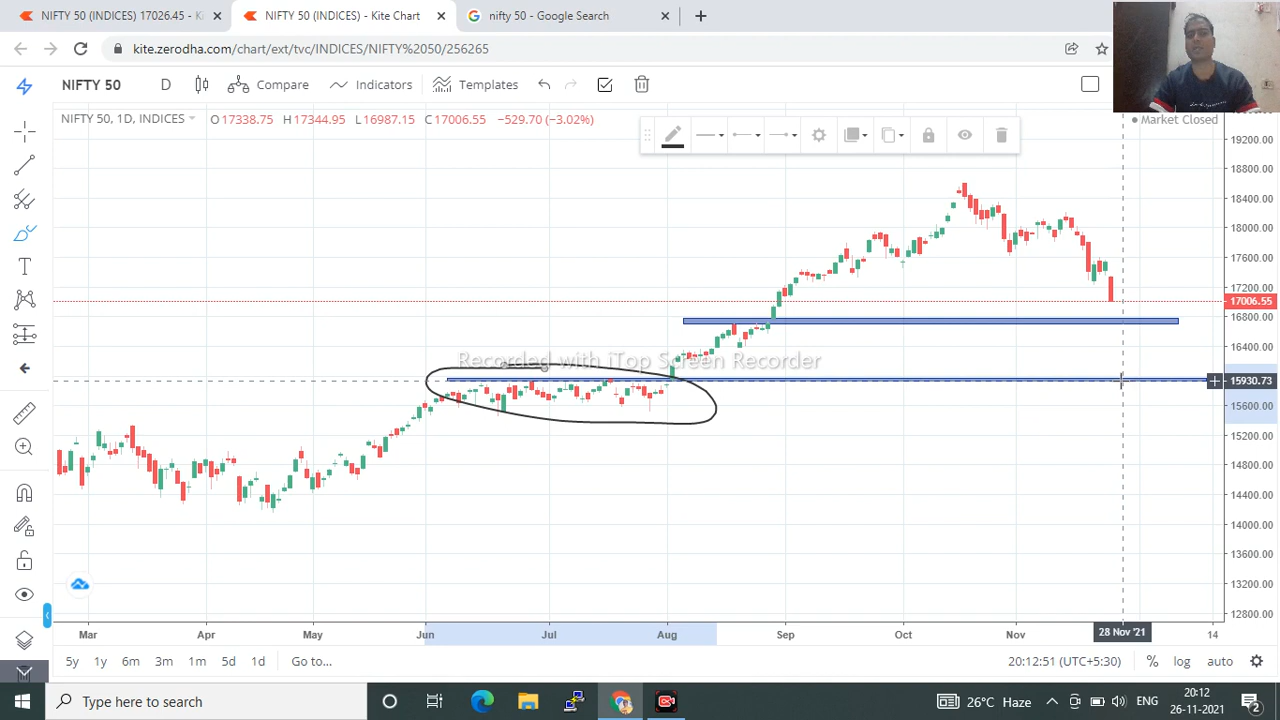 NIFTY 50 (INDICES) 17026.45 - K
NIFTY 50 (INDICES) - Kite Chart
nifty 50 - Google Search
kite.zerodha.com/chart/ext/tvc/INDICES/NIFTY%2050/256265
NIFTY 50 D Compare Indicators Templates
NIFTY 50, 1D, INDICES O17338.75 H17344.95 C17006.55 −529.70 (−3.02%)
Market Closed
19200.00
18800.00
18400.00
18000.00
17600.00
17200.00
17006.55
16800.00
16400.00
Recorded with iTop Screen Recorder
15930.73
15600.00
15200.00
14800.00
14400.00
14000.00
13600.00
13200.00
12800.00
Mar Apr May Jun Jul Aug Sep Oct Nov 28 Nov '21 14
5y 1y 6m 3m 1m 5d 1d Go to... 20:12:51 (UTC+5:30) % log auto
Type here to search
26°C Haze ENG
20:12
26-11-2021
2